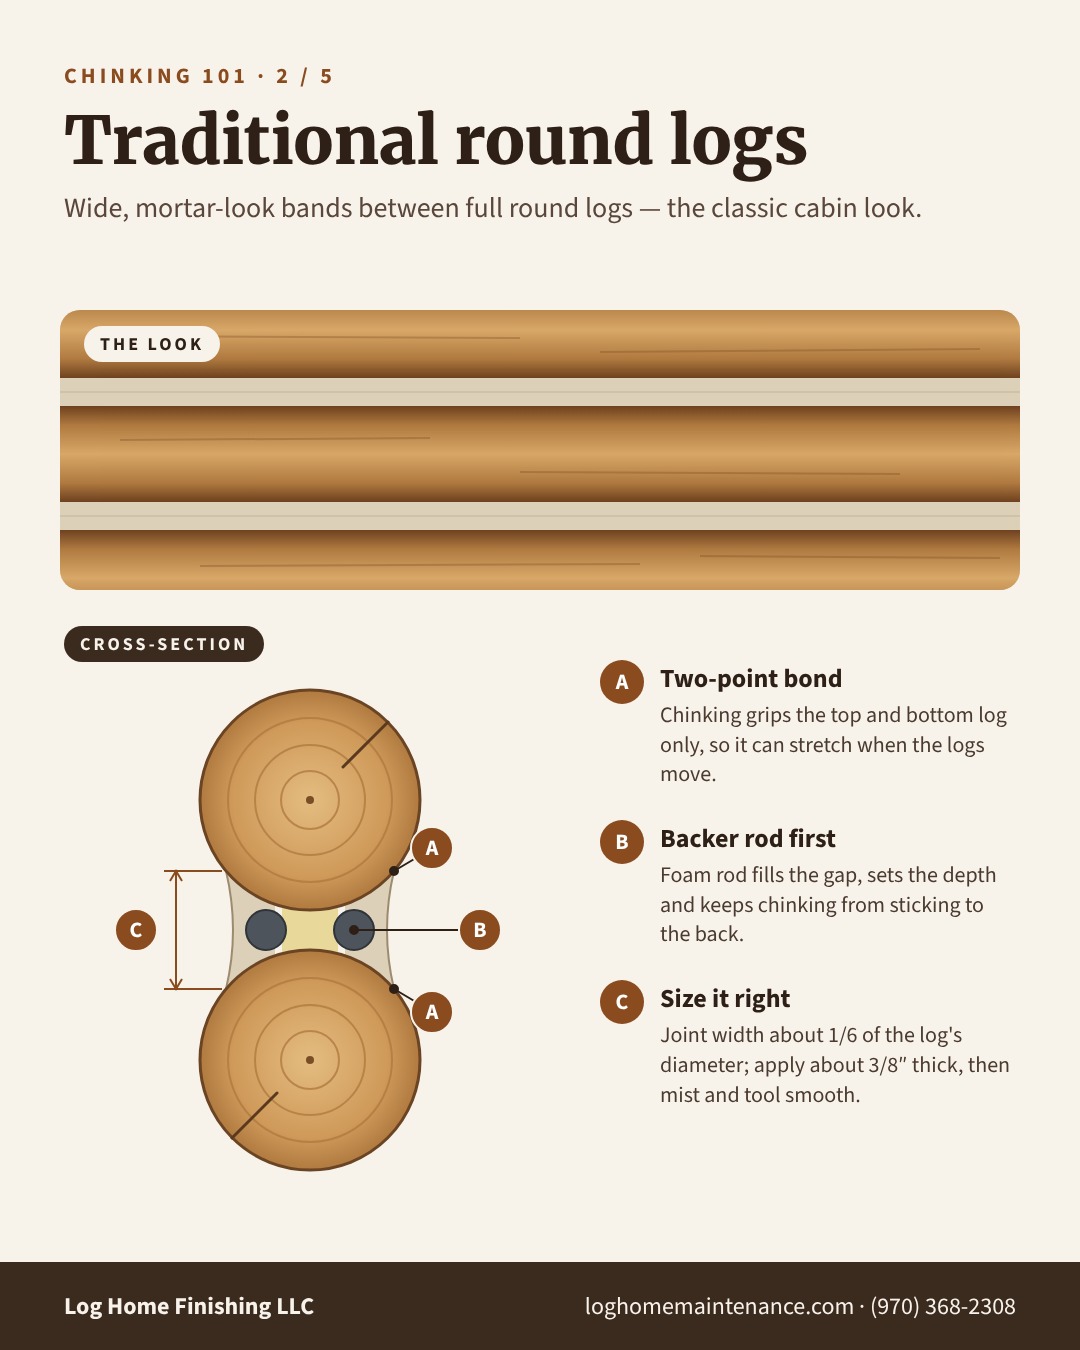 CHINKING 101 · 2 / 5
Traditional round logs
Wide, mortar-look bands between full round logs — the classic cabin look.
THE LOOK
CROSS-SECTION
A
C
B
A
A
Two-point bond
Chinking grips the top and bottom log
only, so it can stretch when the logs
move.
B
Backer rod first
Foam rod fills the gap, sets the depth
and keeps chinking from sticking to
the back.
C
Size it right
Joint width about 1/6 of the log's
diameter; apply about 3/8″ thick, then
mist and tool smooth.
Log Home Finishing LLC
loghomemaintenance.com · (970) 368-2308